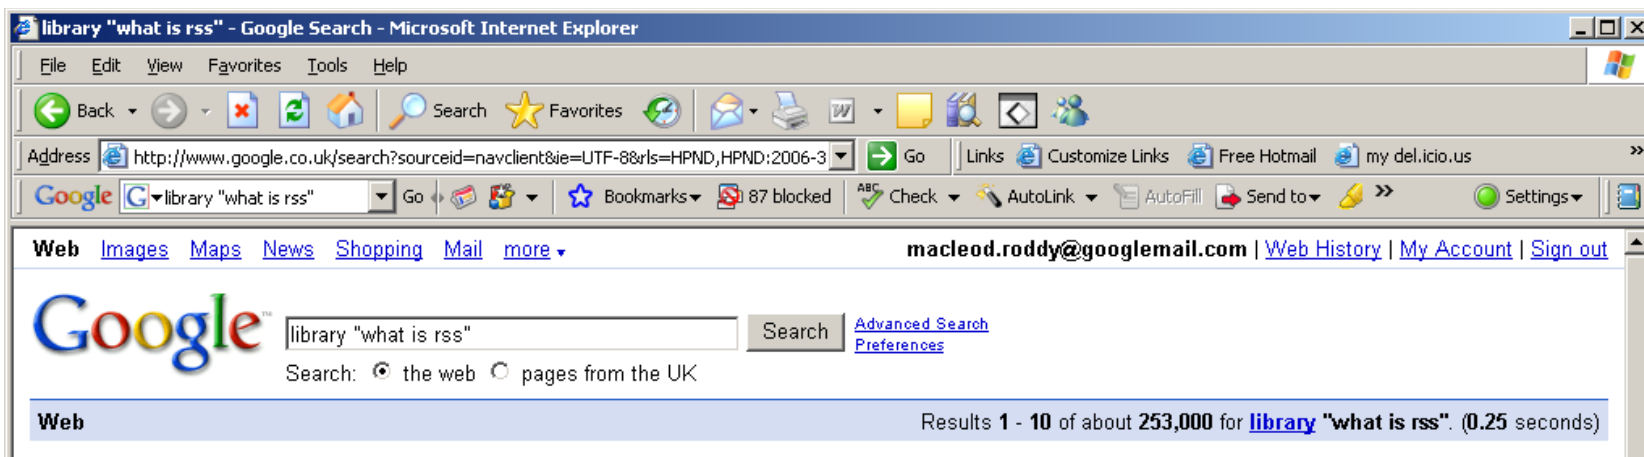 library "what is rss" - Google Search - Microsoft Internet Explorer
File Edit View Favorites Tools Help
Back Search Favorites W
Address http://www.google.co.uk/search?sourceid=navclient&ie=UTF-8&rls=HPND,HPND:2006-3 Go Links Customize Links Free Hotmail my del.icio.us »
Google G library "what is rss" Go Bookmarks 87 blocked ABC Check AutoLink AutoFill Send to » Settings
Web Images Maps News Shopping Mail more macleod.roddy@googlemail.com | Web History | My Account | Sign out
Google™ library "what is rss" Search Advanced Search
Preferences
Search: the web pages from the UK
Web Results 1 - 10 of about 253,000 for library "what is rss". (0.25 seconds)